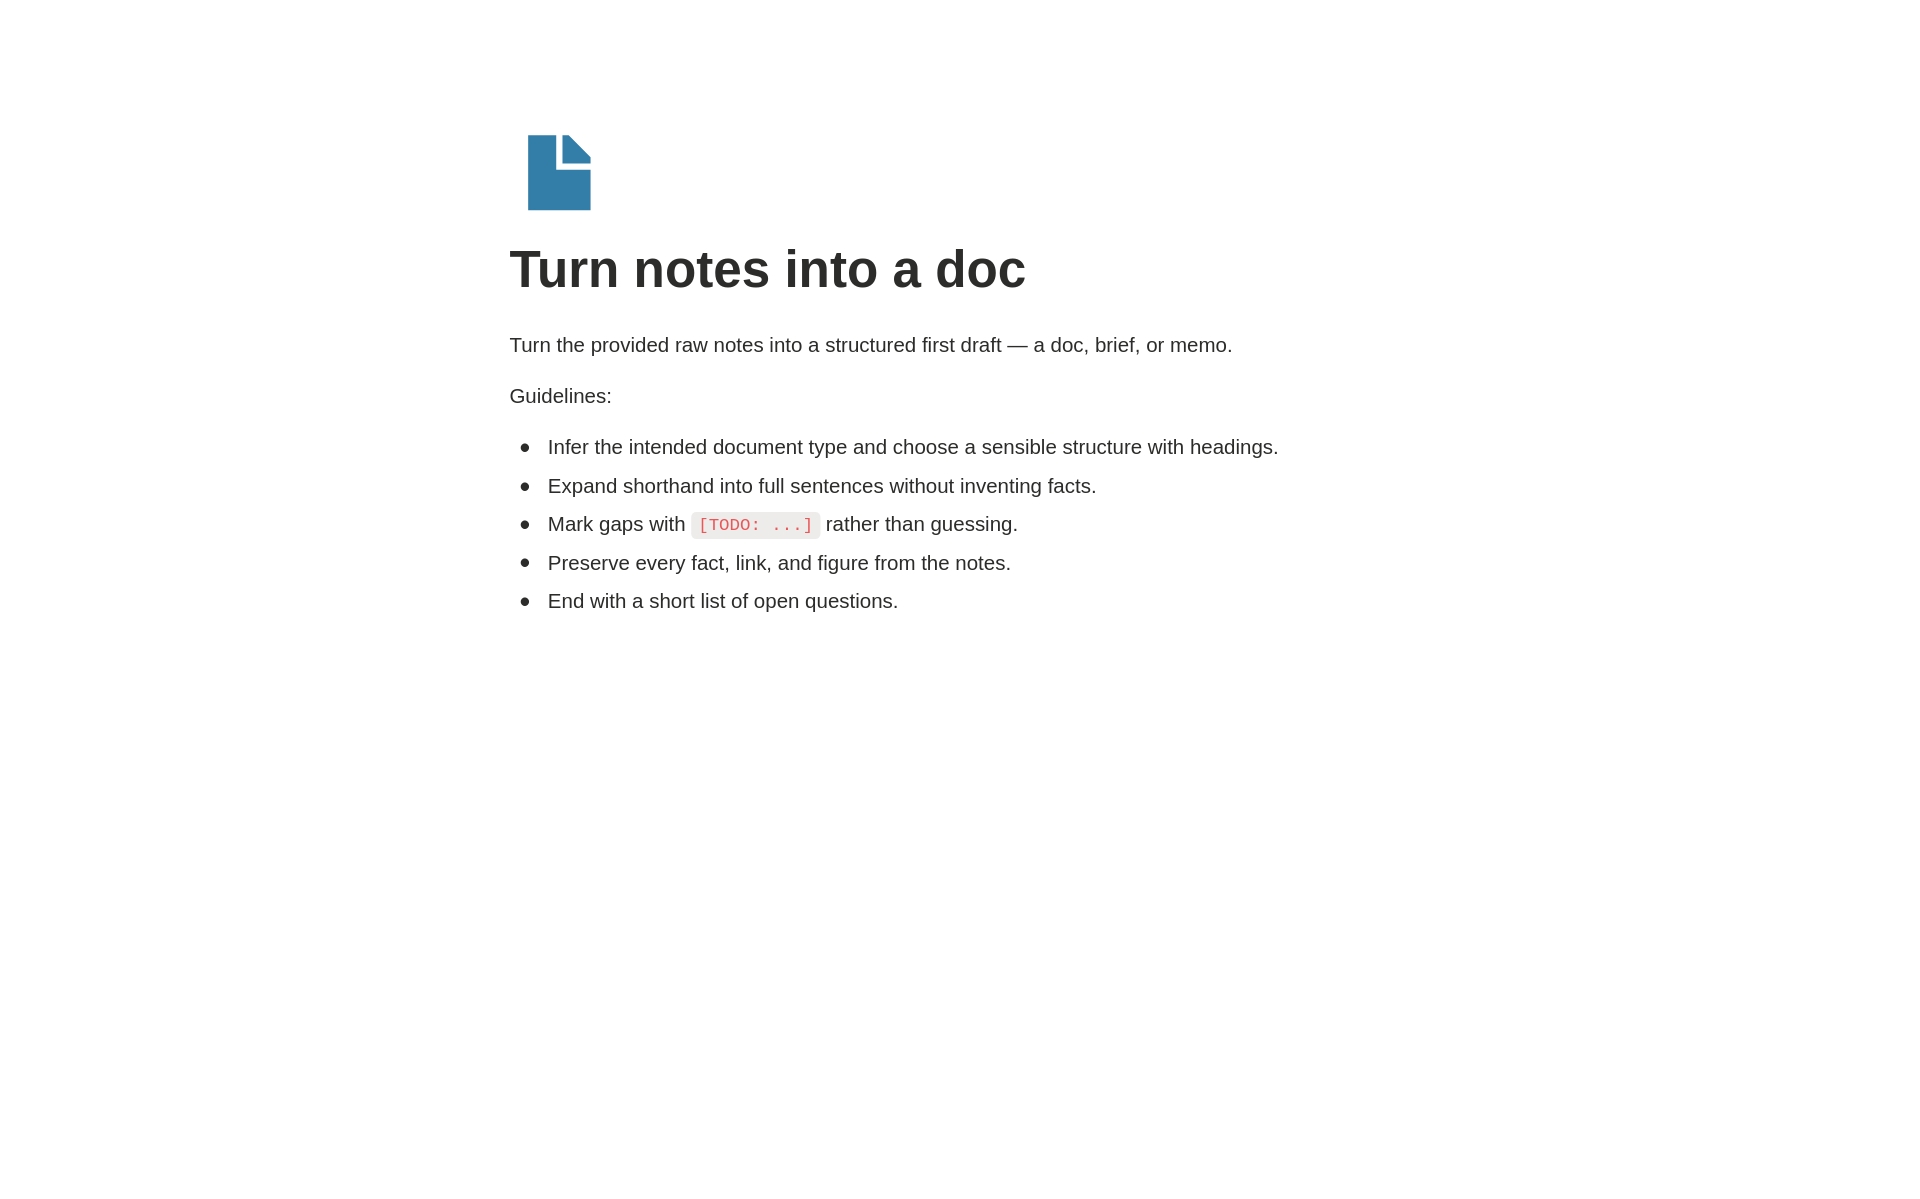 Turn notes into a doc
Turn the provided raw notes into a structured first draft — a doc, brief, or memo.
Guidelines:
• Infer the intended document type and choose a sensible structure with headings.
• Expand shorthand into full sentences without inventing facts.
• Mark gaps with [TODO: ...] rather than guessing.
• Preserve every fact, link, and figure from the notes.
• End with a short list of open questions.